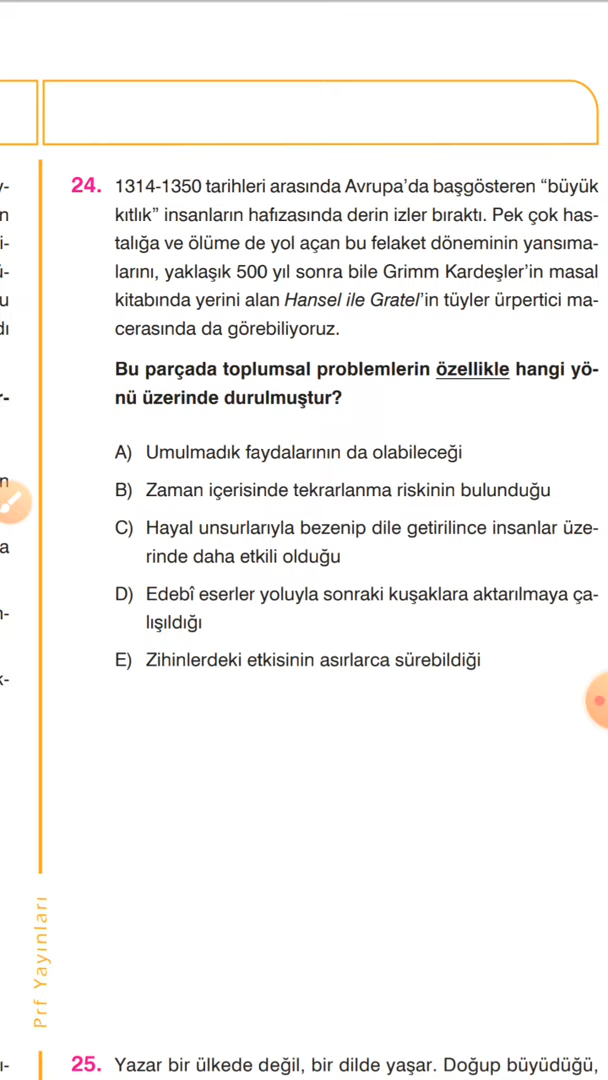 24. 1314-1350 tarihleri arasında Avrupa'da başgösteren “büyük
kıtlık” insanların hafızasında derin izler bıraktı. Pek çok has-
talığa ve ölüme de yol açan bu felaket döneminin yansıma-
larını, yaklaşık 500 yıl sonra bile Grimm Kardeşler'in masal
kitabında yerini alan Hansel ile Gratel'in tüyler ürpertici ma-
cerasında da görebiliyoruz.
Bu parçada toplumsal problemlerin özellikle hangi yö-
nü üzerinde durulmuştur?
A) Umulmadık faydalarının da olabileceği
B) Zaman içerisinde tekrarlanma riskinin bulunduğu
C) Hayal unsurlarıyla bezenip dile getirilince insanlar üze-
rinde daha etkili olduğu
D) Edebî eserler yoluyla sonraki kuşaklara aktarılmaya ça-
lışıldığı
E) Zihinlerdeki etkisinin asırlarca sürebildiği
Prf Yayınları
25. Yazar bir ülkede değil, bir dilde yaşar. Doğup büyüdüğü,